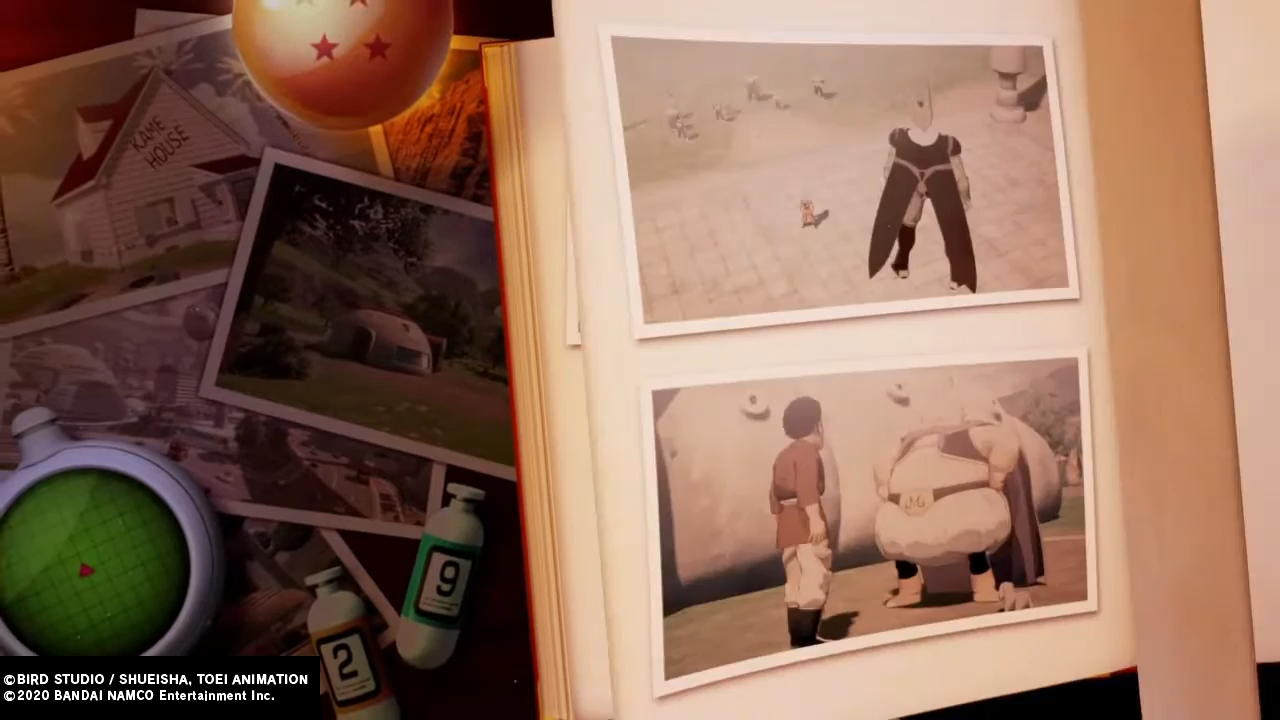 KAME
HOUSE
9
2
©BIRD STUDIO / SHUEISHA, TOEI ANIMATION
©2020 BANDAI NAMCO Entertainment Inc.